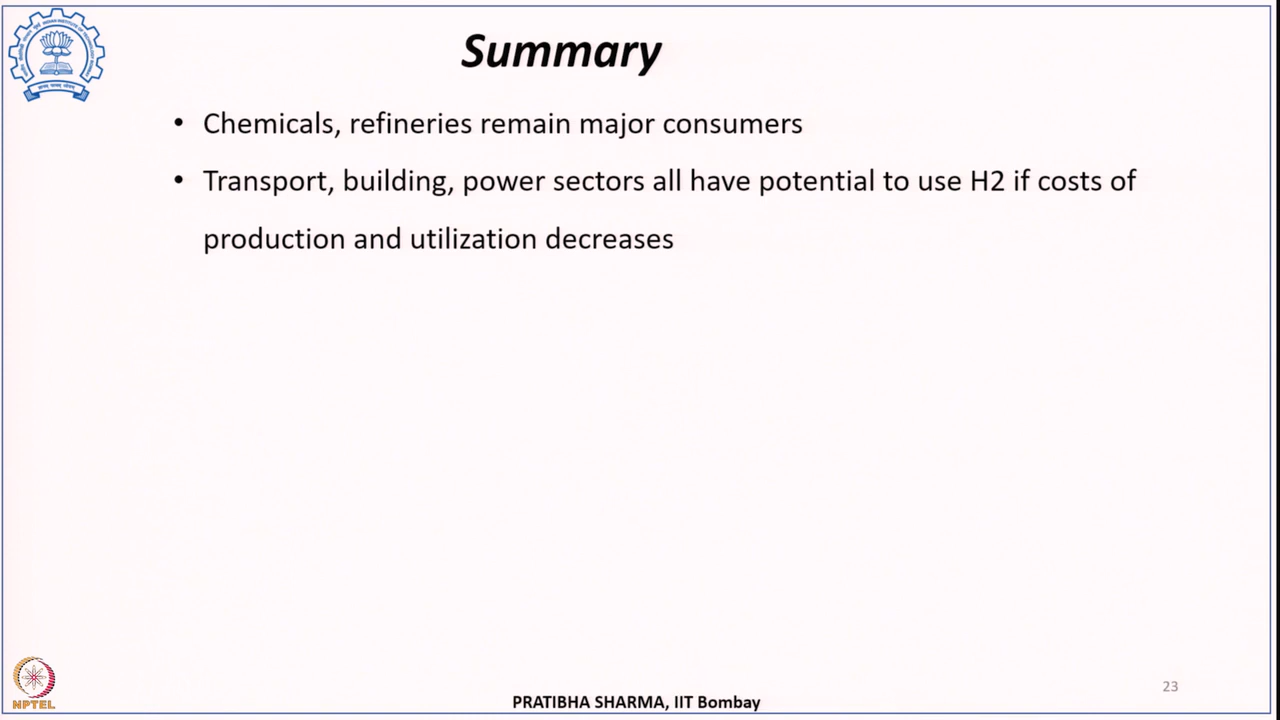 Summary
• Chemicals, refineries remain major consumers
• Transport, building, power sectors all have potential to use H2 if costs of
production and utilization decreases
NPTEL
PRATIBHA SHARMA, IIT Bombay
23